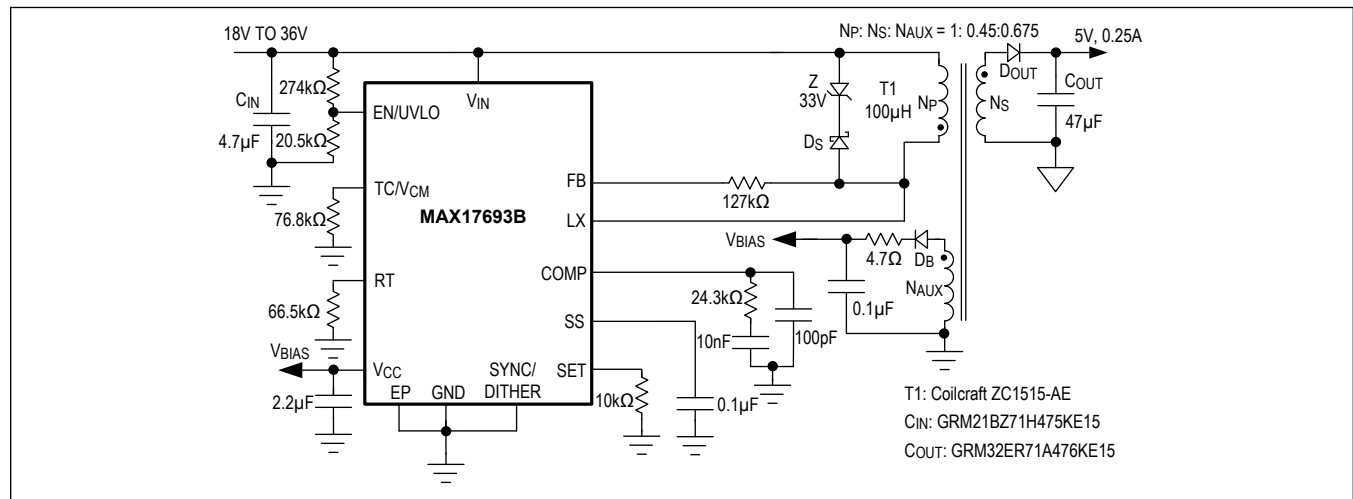 18V TO 36V
NP: NS: NAUX = 1: 0.45:0.675
5V, 0.25A
DOUT
274kΩ
CIN
4.7µF
20.5kΩ
EN/UVLO
VIN
Z
33V
T1
100µH
NP
NS
COUT
47µF
DS
TC/VCM
76.8kΩ
MAX17693B
FB
127kΩ
LX
RT
66.5kΩ
COMP
VBIAS
4.7Ω
DB
NAUX
0.1µF
24.3kΩ
10nF
100pF
SS
VBIAS
VCC
2.2µF
EP
GND
SYNC/
DITHER
SET
10kΩ
0.1µF
T1: Coilcraft ZC1515-AE
CIN: GRM21BZ71H475KE15
COUT: GRM32ER71A476KE15